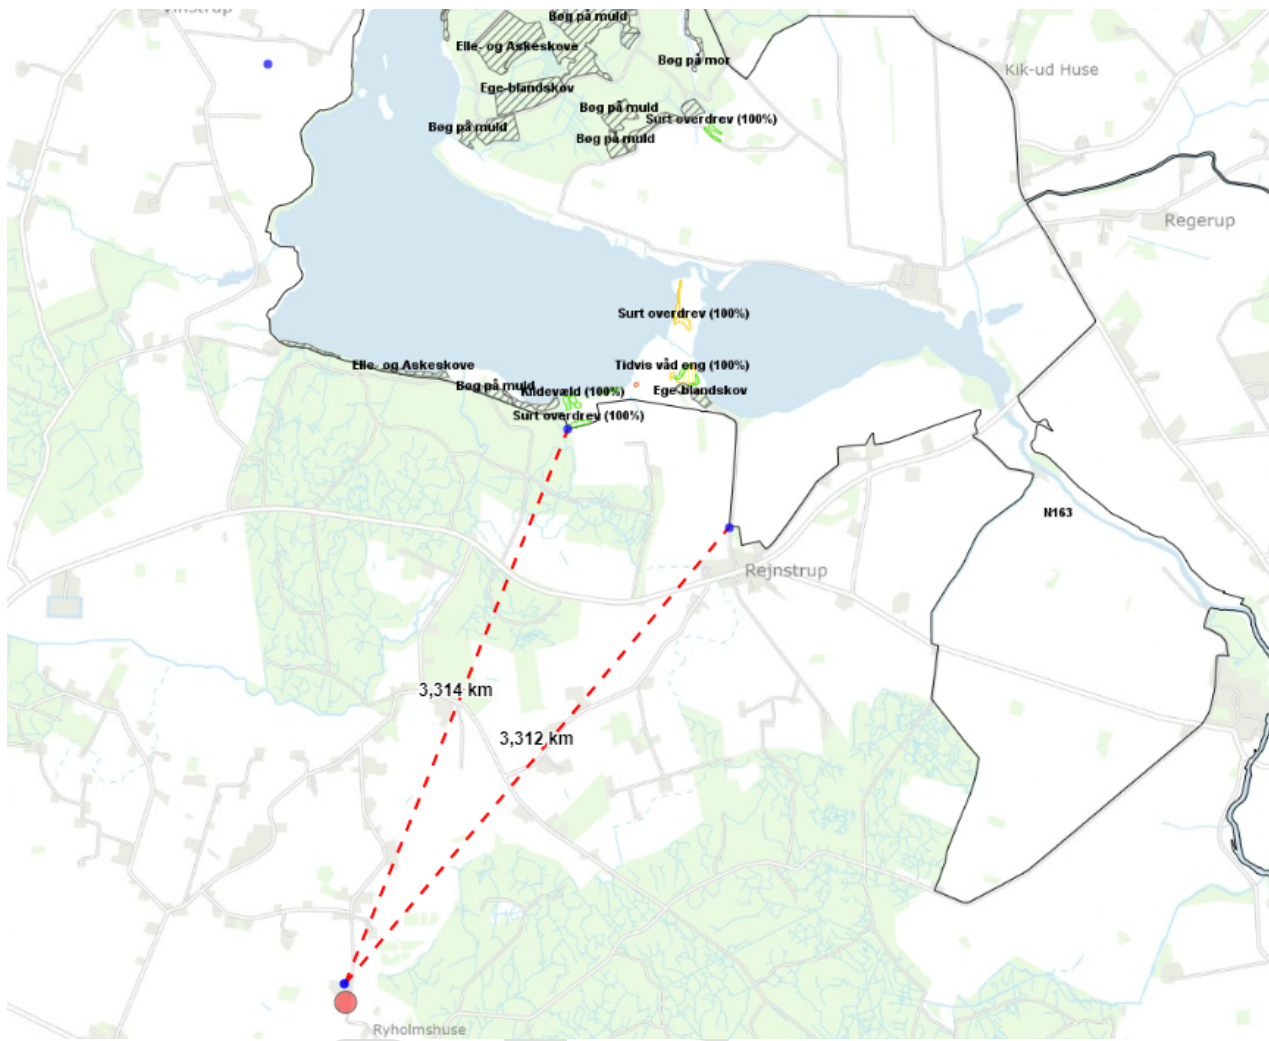 Vinstrup
Bøg på muld
Elle- og Askeskove
Bøg på mor
Kik-ud Huse
Ege-blandskov
Bøg på muld
Surt overdrev (100%)
Bøg på muld
Bøg på muld
Regerup
Surt overdrev (100%)
Elle- og Askeskove
Tidvis våd eng (100%)
Bøg på muld
Kildevæld (100%)
Ege-blandskov
Surt overdrev (100%)
N163
Rejnstrup
3,314 km
3,312 km
Ryholmshuse